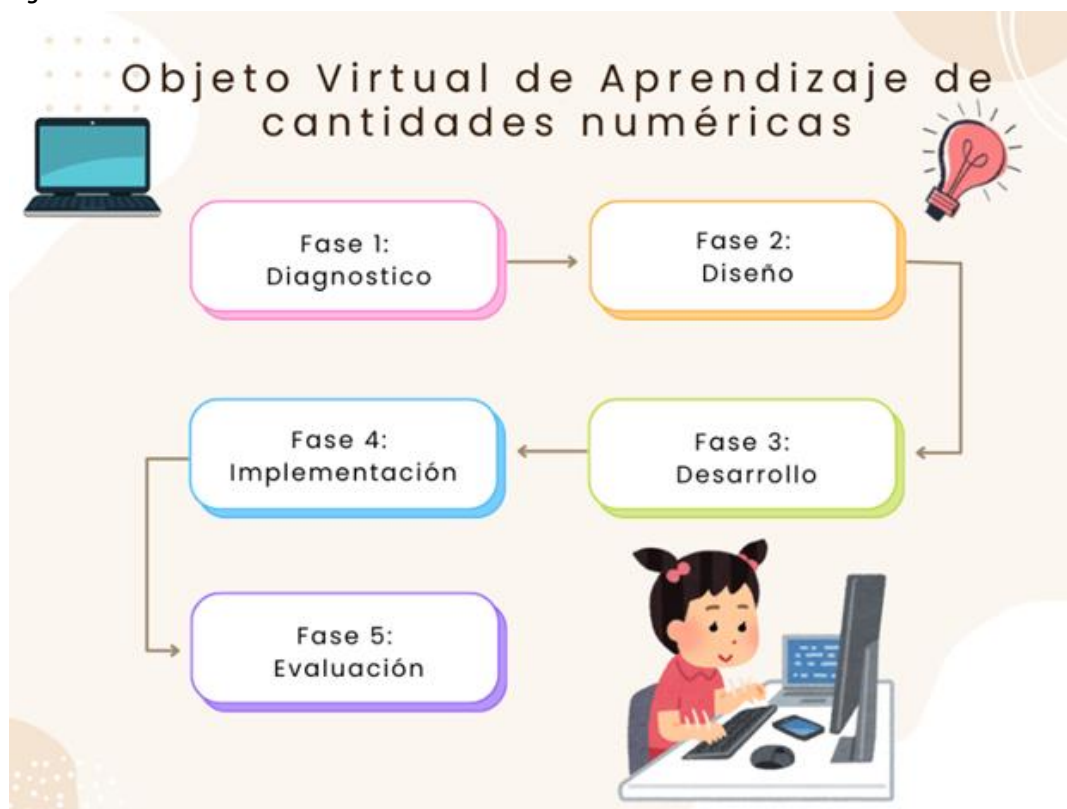 Objeto Virtual de Aprendizaje de
cantidades numéricas
Fase 1:
Diagnostico
Fase 2:
Diseño
Fase 3:
Desarrollo
Fase 4:
Implementación
Fase 5:
Evaluación